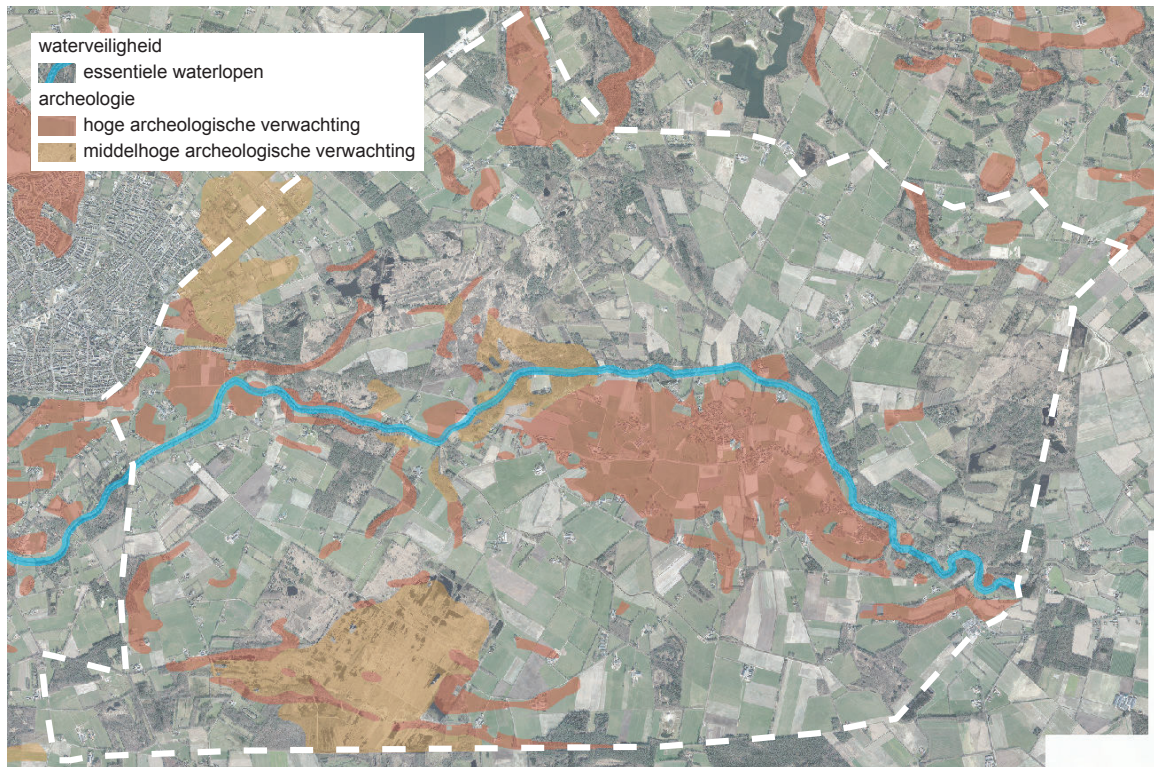 waterveiligheid
essentiele waterlopen
archeologie
hoge archeologische verwachting
middelhoge archeologische verwachting